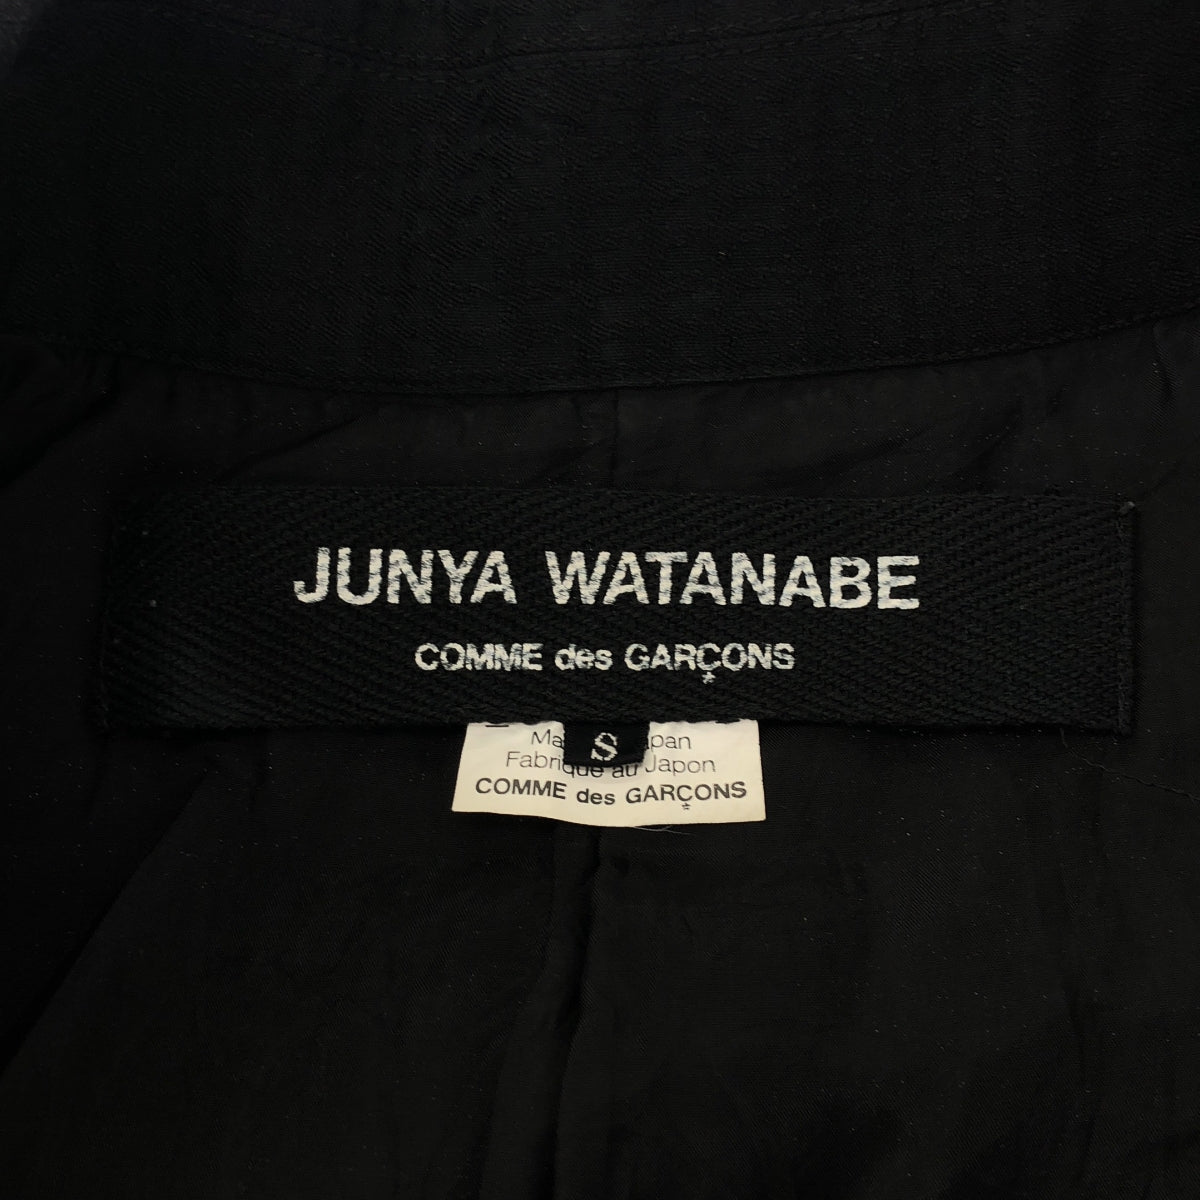 JUNYA WATANABE
COMME des GARÇONS
S
Fabrique au Japon
COMME des GARÇONS